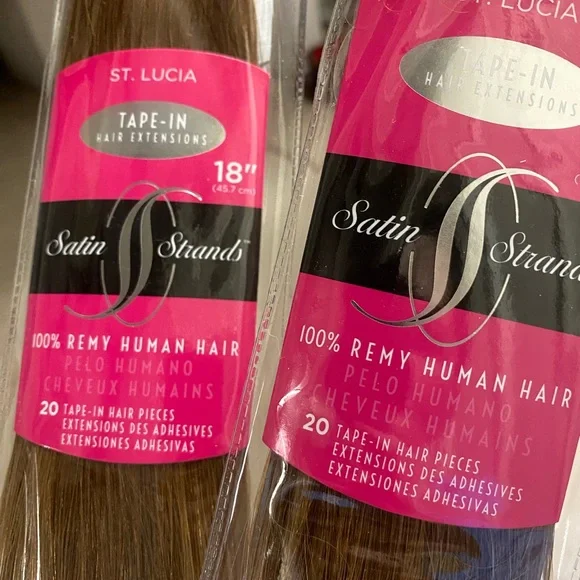 ST. LUCIA
TAPE-IN
HAIR EXTENSIONS
18"
(45.7 cm)
Satin Strands™
100% REMY HUMAN HAIR
PELO HUMANO
CHEVEUX HUMAINS
20 TAPE-IN HAIR PIECES
EXTENSIONS DES ADHESIVES
EXTENSIONES ADHESIVAS
ST. LUCIA
TAPE-IN
HAIR EXTENSIONS
Satin Strand
100% REMY HUMAN HAIR
PELO HUMANO
CHEVEUX HUMAINS
20 TAPE-IN HAIR PIECES
EXTENSIONS DES ADHESIVES
EXTENSIONES ADHESIVAS